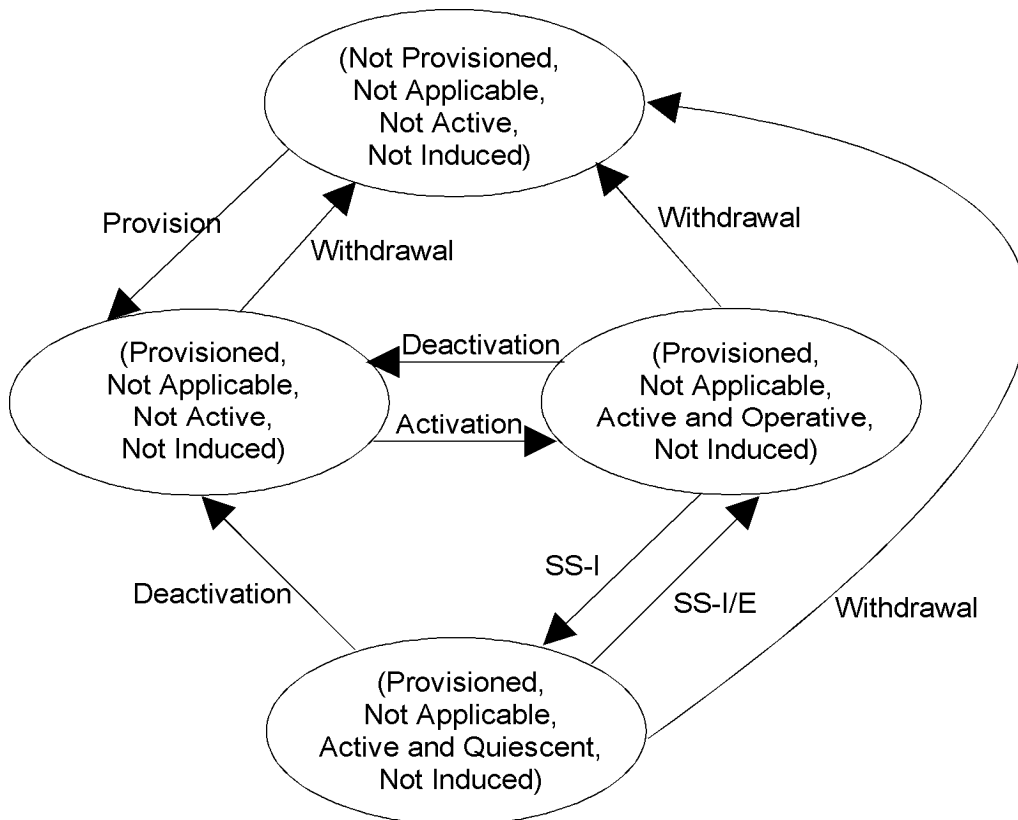 (Not Provisioned,
Not Applicable,
Not Active,
Not Induced)
Provision
Withdrawal
Withdrawal
(Provisioned,
Not Applicable,
Not Active,
Not Induced)
Deactivation
Activation
(Provisioned,
Not Applicable,
Active and Operative,
Not Induced)
Deactivation
SS-I
SS-I/E
Withdrawal
(Provisioned,
Not Applicable,
Active and Quiescent,
Not Induced)